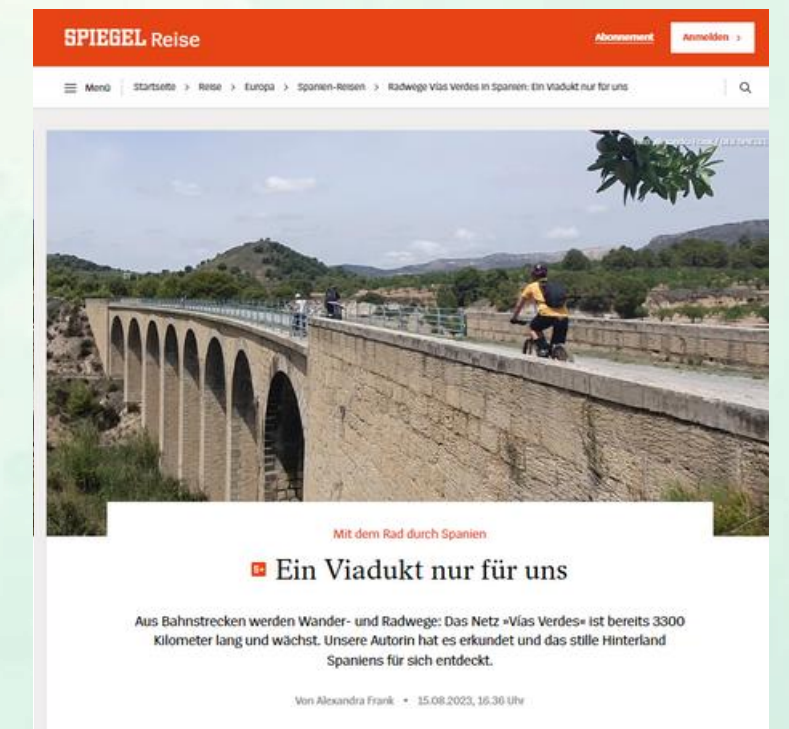 SPIEGEL Reise
Abonnement
Anmelden >
Menü
Startseite > Reise > Europa > Spanien-Reisen > Radwege Vías Verdes in Spanien: Ein Viadukt nur für uns
Mit dem Rad durch Spanien
S+ Ein Viadukt nur für uns
Aus Bahnstrecken werden Wander- und Radwege: Das Netz »Vías Verdes« ist bereits 3300
Kilometer lang und wächst. Unsere Autorin hat es erkundet und das stille Hinterland
Spaniens für sich entdeckt.
Von Alexandra Frank • 15.08.2023, 16.36 Uhr